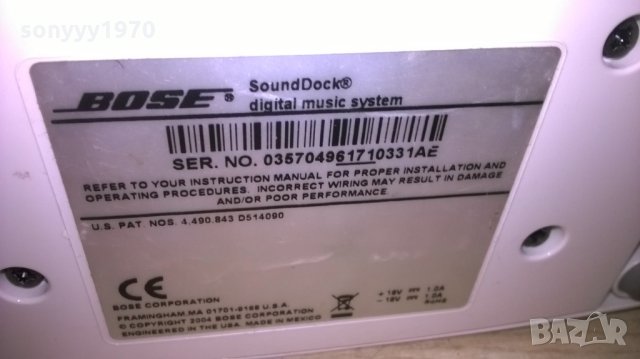 sonyyy1970
BOSE®
SoundDock®
digital music system
SER. NO. 035704961710331AE
REFER TO YOUR INSTRUCTION MANUAL FOR PROPER INSTALLATION AND
OPERATING PROCEDURES. INCORRECT WIRING MAY RESULT IN DAMAGE
AND/OR POOR PERFORMANCE.
U.S. PAT. NOS. 4,490,843 D514090
CE
BOSE CORPORATION
FRAMINGHAM, MA 01701-9168 U.S.A.
© COPYRIGHT 2004 BOSE CORPORATION
ENGINEERED IN THE USA. MADE IN MEXICO
+ 18V ⎓ 1.0A
- 18V ⎓ 1.0A
RUN
BAZAR